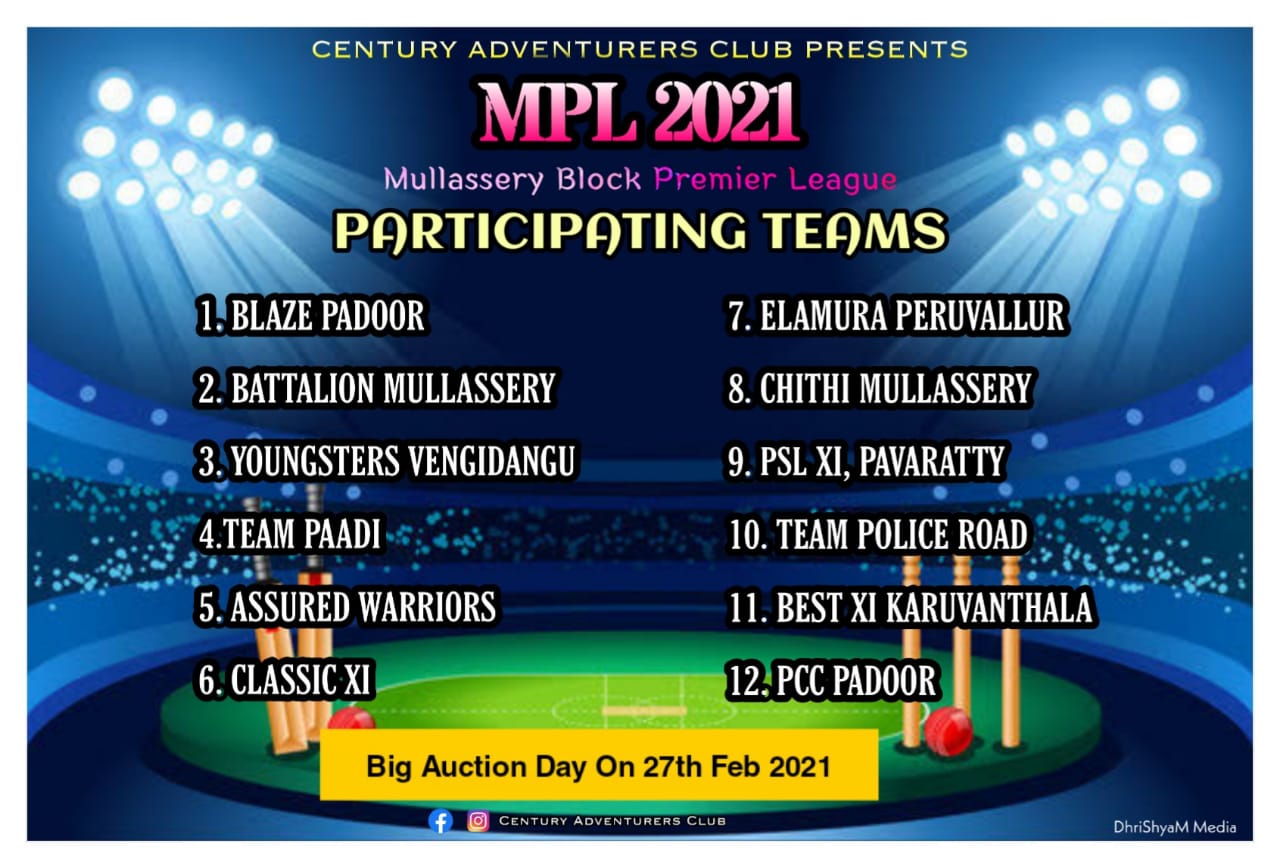 CENTURY ADVENTURERS CLUB PRESENTS
MPL 2021
Mullassery Block Premier League
PARTICIPATING TEAMS
1. BLAZE PADOOR
2. BATTALION MULLASSERY
3. YOUNGSTERS VENGIDANGU
4.TEAM PAADI
5. ASSURED WARRIORS
6. CLASSIC XI
7. ELAMURA PERUVALLUR
8. CHITHI MULLASSERY
9. PSL XI, PAVARATTY
10. TEAM POLICE ROAD
11. BEST XI KARUVANTHALA
12. PCC PADOOR
Big Auction Day On 27th Feb 2021
CENTURY ADVENTURERS CLUB
DhriShyaM Media